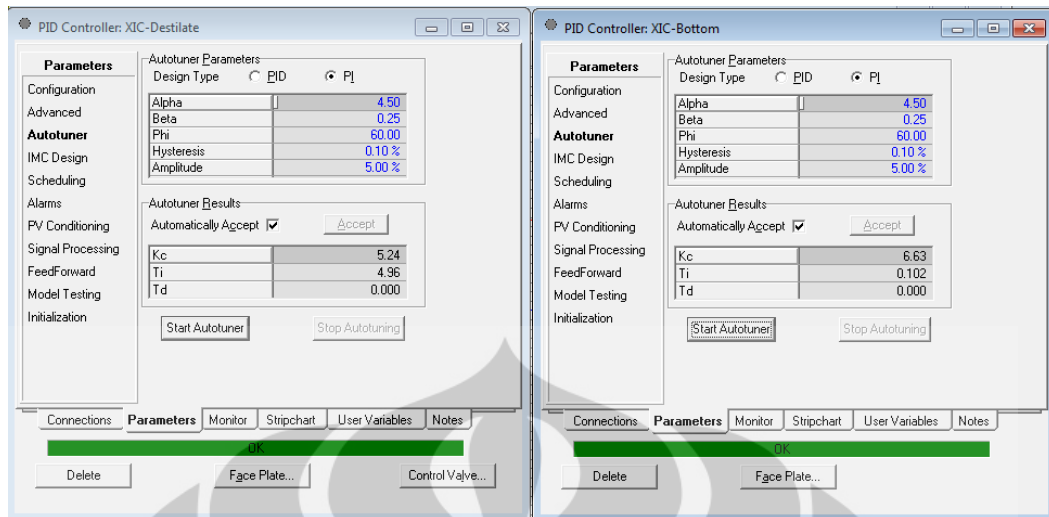 PID Controller: XIC-Destilate
Parameters
Configuration
Advanced
Autotuner
IMC Design
Scheduling
Alarms
PV Conditioning
Signal Processing
FeedForward
Model Testing
Initialization
Autotuner Parameters
Design Type PID PI
Alpha 4.50
Beta 0.25
Phi 60.00
Hysteresis 0.10 %
Amplitude 5.00 %
Autotuner Results
Automatically Accept Accept
Kc 5.24
Ti 4.96
Td 0.000
Start Autotuner Stop Autotuning
Connections Parameters Monitor Stripchart User Variables Notes
OK
Delete Face Plate... Control Valve...
PID Controller: XIC-Bottom
Parameters
Configuration
Advanced
Autotuner
IMC Design
Scheduling
Alarms
PV Conditioning
Signal Processing
FeedForward
Model Testing
Initialization
Autotuner Parameters
Design Type PID PI
Alpha 4.50
Beta 0.25
Phi 60.00
Hysteresis 0.10 %
Amplitude 5.00 %
Autotuner Results
Automatically Accept Accept
Kc 6.63
Ti 0.102
Td 0.000
Start Autotuner Stop Autotuning
Connections Parameters Monitor Stripchart User Variables Notes
OK
Delete Face Plate...